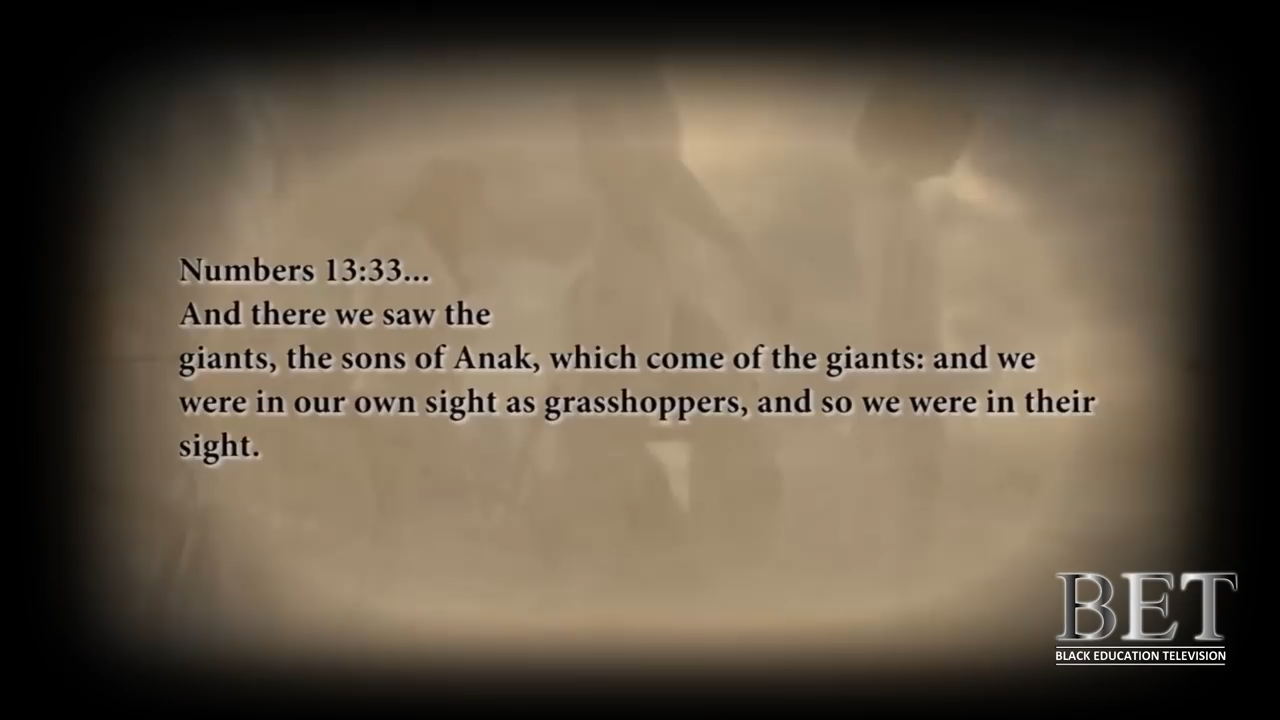 Numbers 13:33...
And there we saw the
giants, the sons of Anak, which come of the giants: and we
were in our own sight as grasshoppers, and so we were in their
sight.
BET
BLACK EDUCATION TELEVISION